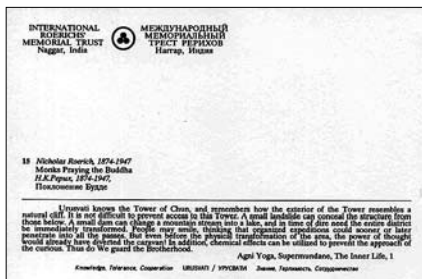 INTERNATIONAL
ROERICHS'
MEMORIAL TRUST
Naggar, India
МЕЖДУНАРОДНЫЙ
МЕМОРИАЛЬНЫЙ
ТРЕСТ РЕРИХОВ
Наггар, Индия
15 Nicholas Roerich, 1874-1947
Monks Praying the Buddha
Н.К.Рерих, 1874-1947,
Поклонение Будде
Urusvati knows the Tower of Chun, and remembers how the exterior of the Tower resembles a
natural cliff. It is not difficult to prevent access to this Tower. A small landslide can conceal the structure from
those below. A small dam can change a mountain stream into a lake, and in time of dire need the entire district
be immediately transformed. People may smile, thinking that organized expeditions could sooner or later
penetrate into all the passes. But even before the physical transformation of the area, the power of thought
would already have diverted the caravan! In addition, chemical effects can be utilized to prevent the approach of
the curious. Thus do We guard the Brotherhood.
Agni Yoga, Supermundane, The Inner Life, 1
Knowledge, Tolerance, Cooperation URUSVATI / УРУСВАТИ Знание, Терпимость, Сотрудничество